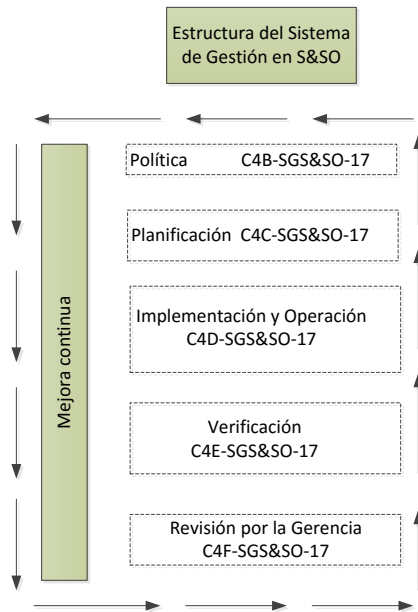 Estructura del Sistema
de Gestión en S&SO
Política C4B-SGS&SO-17
Planificación C4C-SGS&SO-17
Implementación y Operación
C4D-SGS&SO-17
Mejora continua
Verificación
C4E-SGS&SO-17
Revisión por la Gerencia
C4F-SGS&SO-17